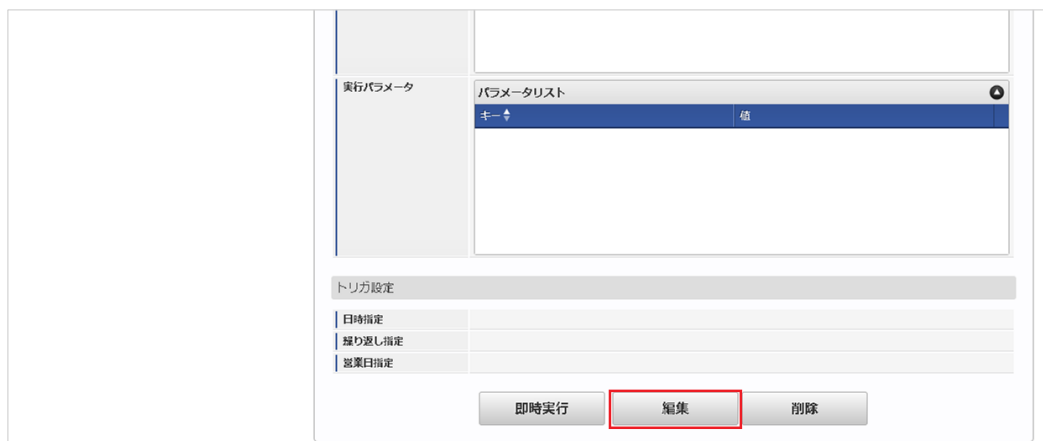 実行パラメータ
パラメータリスト
キー 値
トリガ設定
日時指定
繰り返し指定
営業日指定
即時実行 編集 削除